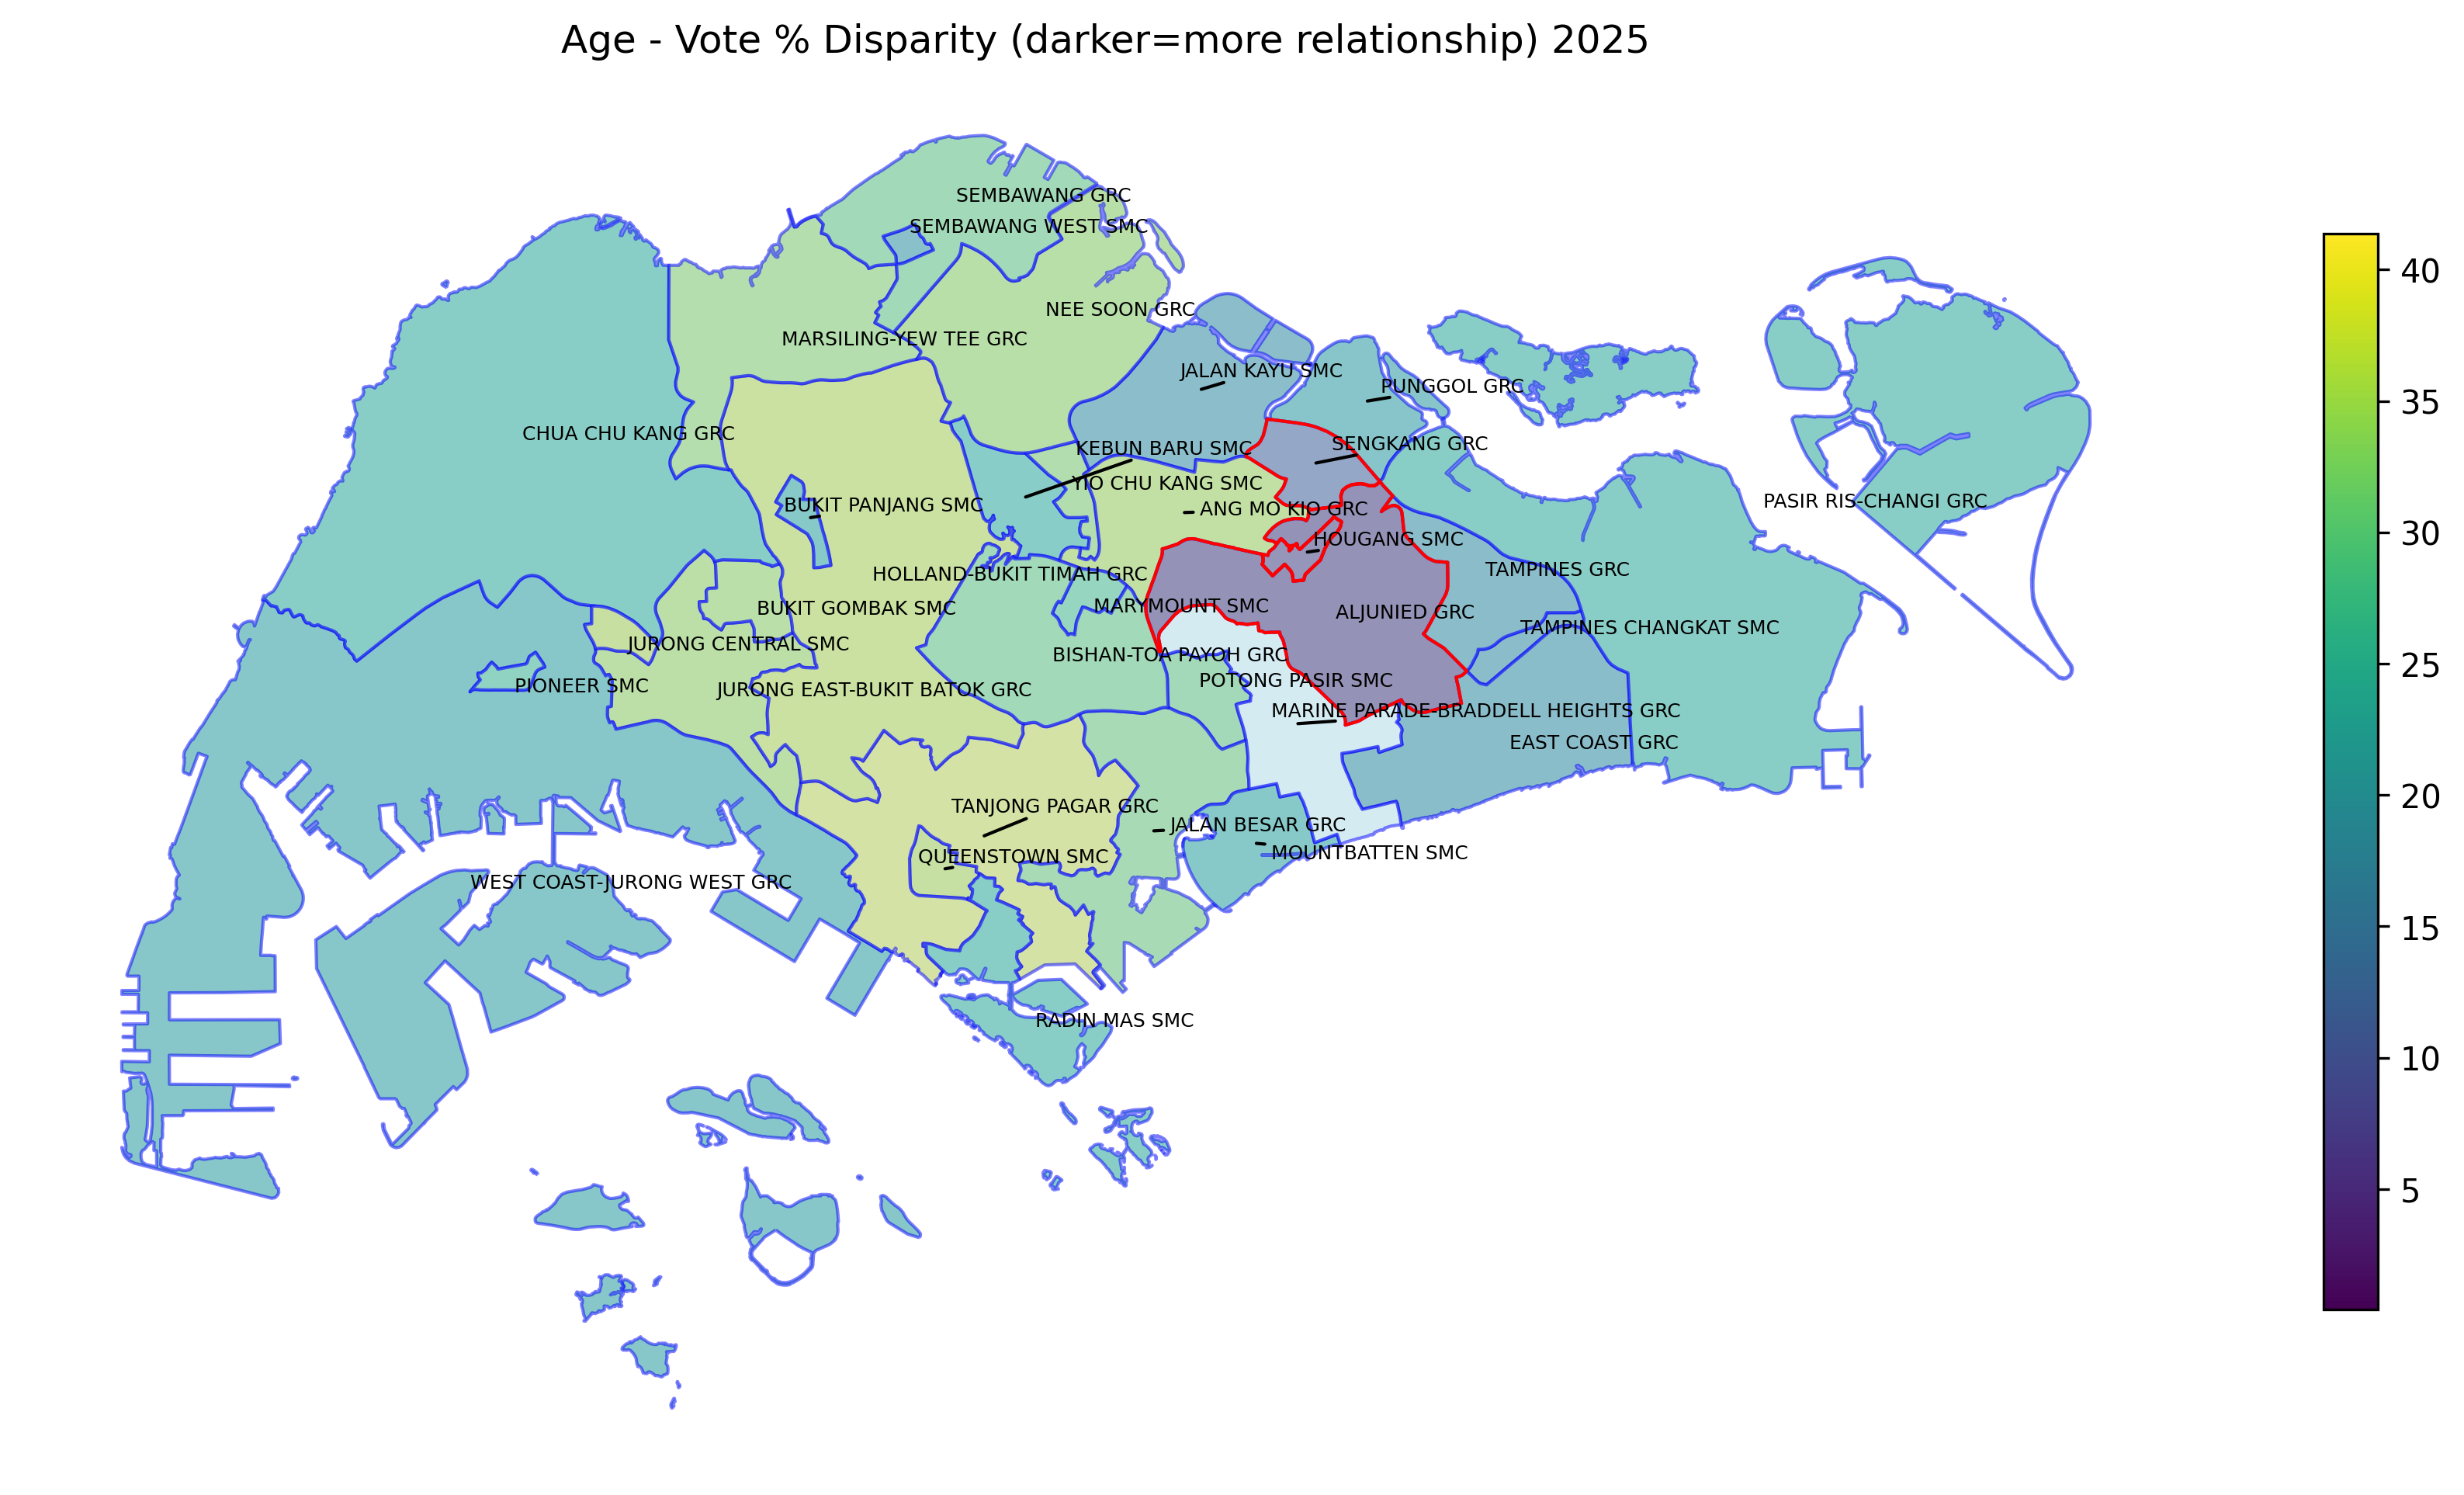 Age - Vote % Disparity (darker=more relationship) 2025
SEMBAWANG GRC
SEMBAWANG WEST SMC
NEE SOON GRC
MARSILING-YEW TEE GRC
JALAN KAYU SMC
PUNGGOL GRC
CHUA CHU KANG GRC
SENGKANG GRC
KEBUN BARU SMC
YIO CHU KANG SMC
PASIR RIS-CHANGI GRC
BUKIT PANJANG SMC
ANG MO KIO GRC
HOUGANG SMC
TAMPINES GRC
HOLLAND-BUKIT TIMAH GRC
BUKIT GOMBAK SMC
MARYMOUNT SMC
ALJUNIED GRC
TAMPINES CHANGKAT SMC
JURONG CENTRAL SMC
BISHAN-TOA PAYOH GRC
POTONG PASIR SMC
PIONEER SMC
JURONG EAST-BUKIT BATOK GRC
MARINE PARADE-BRADDELL HEIGHTS GRC
EAST COAST GRC
TANJONG PAGAR GRC
JALAN BESAR GRC
MOUNTBATTEN SMC
QUEENSTOWN SMC
WEST COAST-JURONG WEST GRC
RADIN MAS SMC
40
35
30
25
20
15
10
5